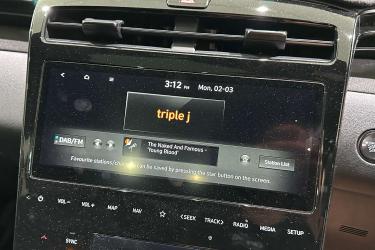 3:12 PM Mon, 02-03
triple j
DAB/FM
The Naked And Famous -
'Young Blood'
Station List
Favourite stations/channels can be saved by pressing the star button on the screen.
VOL − VOL + MAP NAV ☆ <SEEK TRACK> RADIO MEDIA SETUP
SYNC